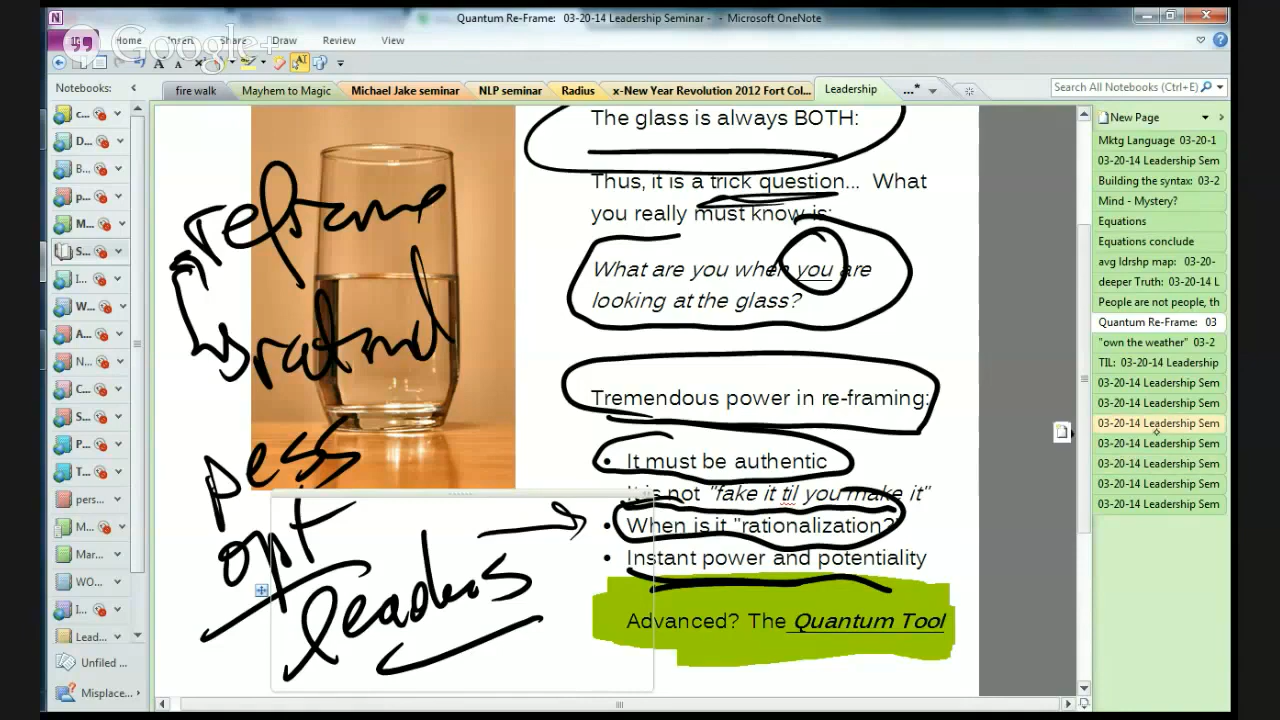 Quantum Re-Frame: 03-20-14 Leadership Seminar - - Microsoft OneNote
Google+
Home Insert Share Draw Review View
Notebooks:
fire walk
Mayhem to Magic
Michael Jake seminar
NLP seminar
Radius
x-New Year Revolution 2012 Fort Col...
Leadership
...*
Search All Notebooks (Ctrl+E)
C...
D...
B...
p...
M...
S...
I...
W...
A...
N...
C...
S...
P...
T...
pers...
M...
Mar...
WO...
I...
Lead...
Unfiled ...
Misplace...
The glass is always BOTH:
Thus, it is a trick question... What
you really must know is:
What are you when you are
looking at the glass?
Tremendous power in re-framing:
• It must be authentic
It is not "fake it til you make it"
• When is it "rationalization?"
• Instant power and potentiality
Advanced? The Quantum Tool
reframe
pess
opt
leaders
New Page
Mktg Language 03-20-1
03-20-14 Leadership Sem
Building the syntax: 03-2
Mind - Mystery?
Equations
Equations conclude
avg ldrshp map: 03-20-
deeper Truth: 03-20-14 L
People are not people, th
Quantum Re-Frame: 03
"own the weather" 03-2
TIL: 03-20-14 Leadership
03-20-14 Leadership Sem
03-20-14 Leadership Sem
03-20-14 Leadership Sem
03-20-14 Leadership Sem
03-20-14 Leadership Sem
03-20-14 Leadership Sem
03-20-14 Leadership Sem